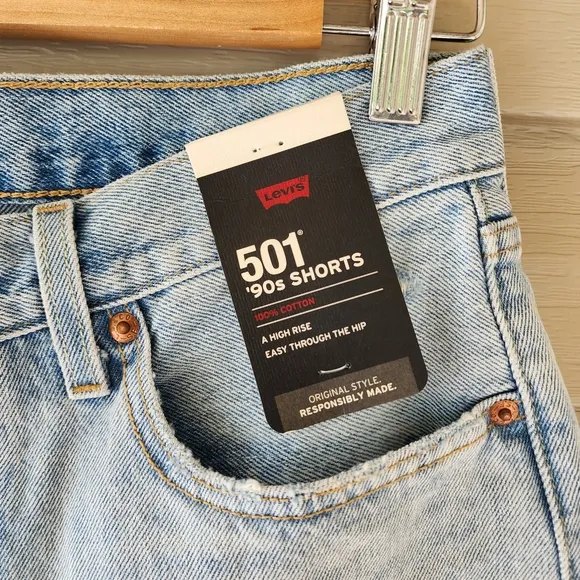 Levi's
501®
'90s SHORTS
100% COTTON
A HIGH RISE
EASY THROUGH THE HIP
ORIGINAL STYLE.
RESPONSIBLY MADE.